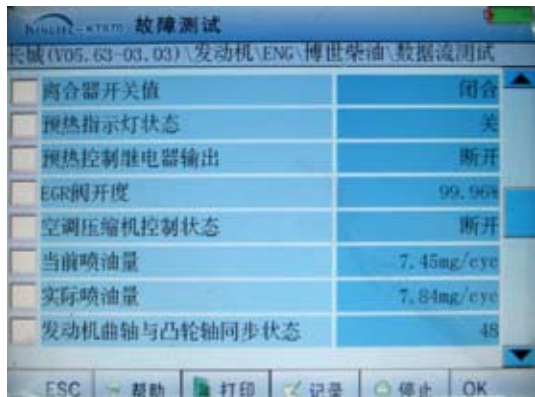 KT670 故障测试
长城(V05.63-03.03)\发动机\ENG\博世柴油\数据流测试
离合器开关值 闭合
预热指示灯状态 关
预热控制继电器输出 断开
EGR阀开度 99.96%
空调压缩机控制状态 断开
当前喷油量 7.45mg/cyc
实际喷油量 7.84mg/cyc
发动机曲轴与凸轮轴同步状态 48
ESC 帮助 打印 记录 停止 OK